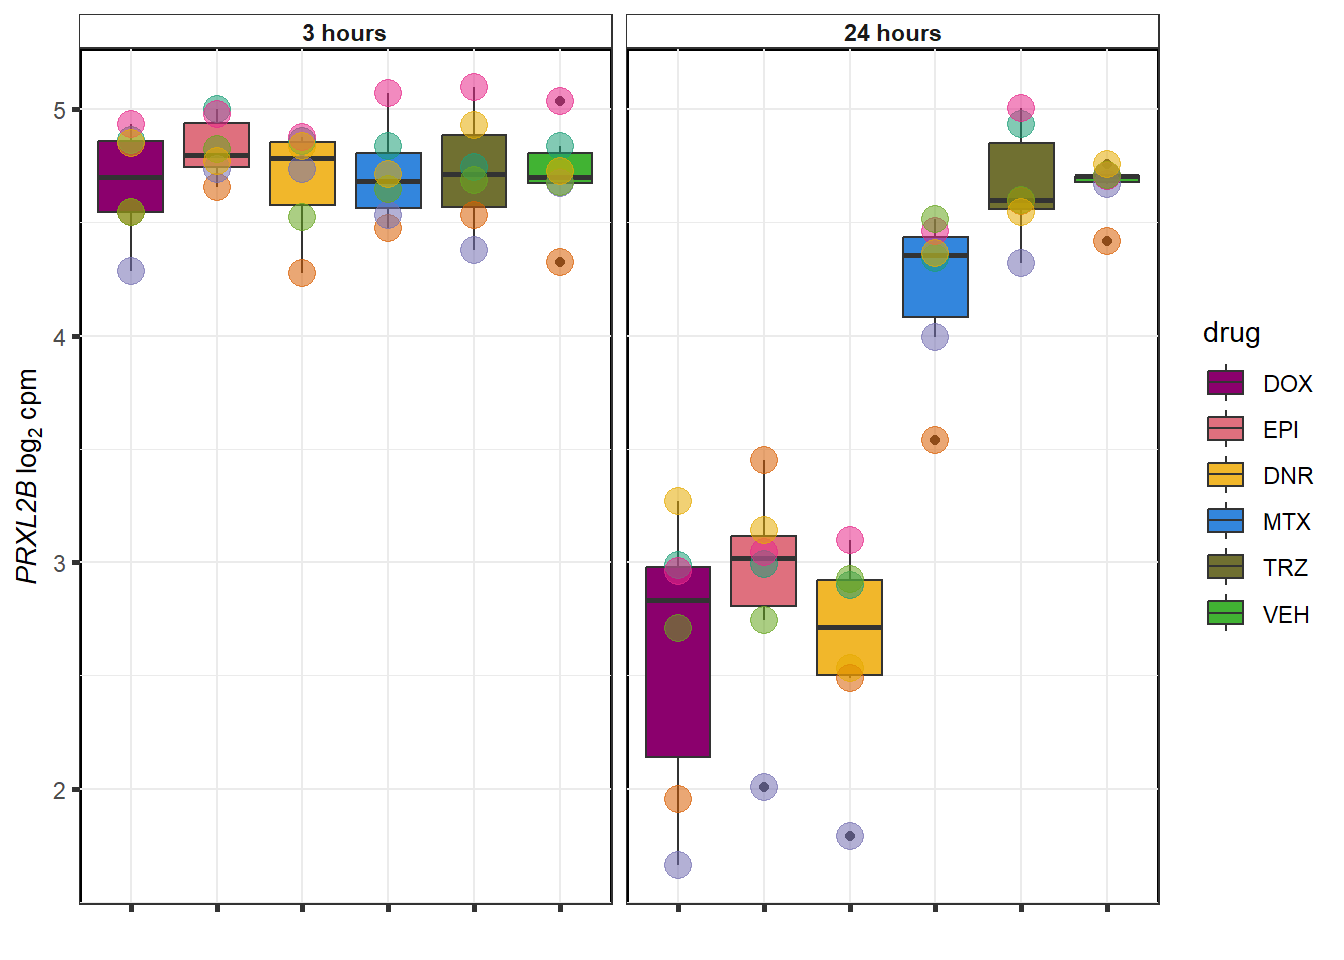 3 hours
24 hours
5
4
3
2
PRXL2B log₂ cpm
drug
DOX
EPI
DNR
MTX
TRZ
VEH